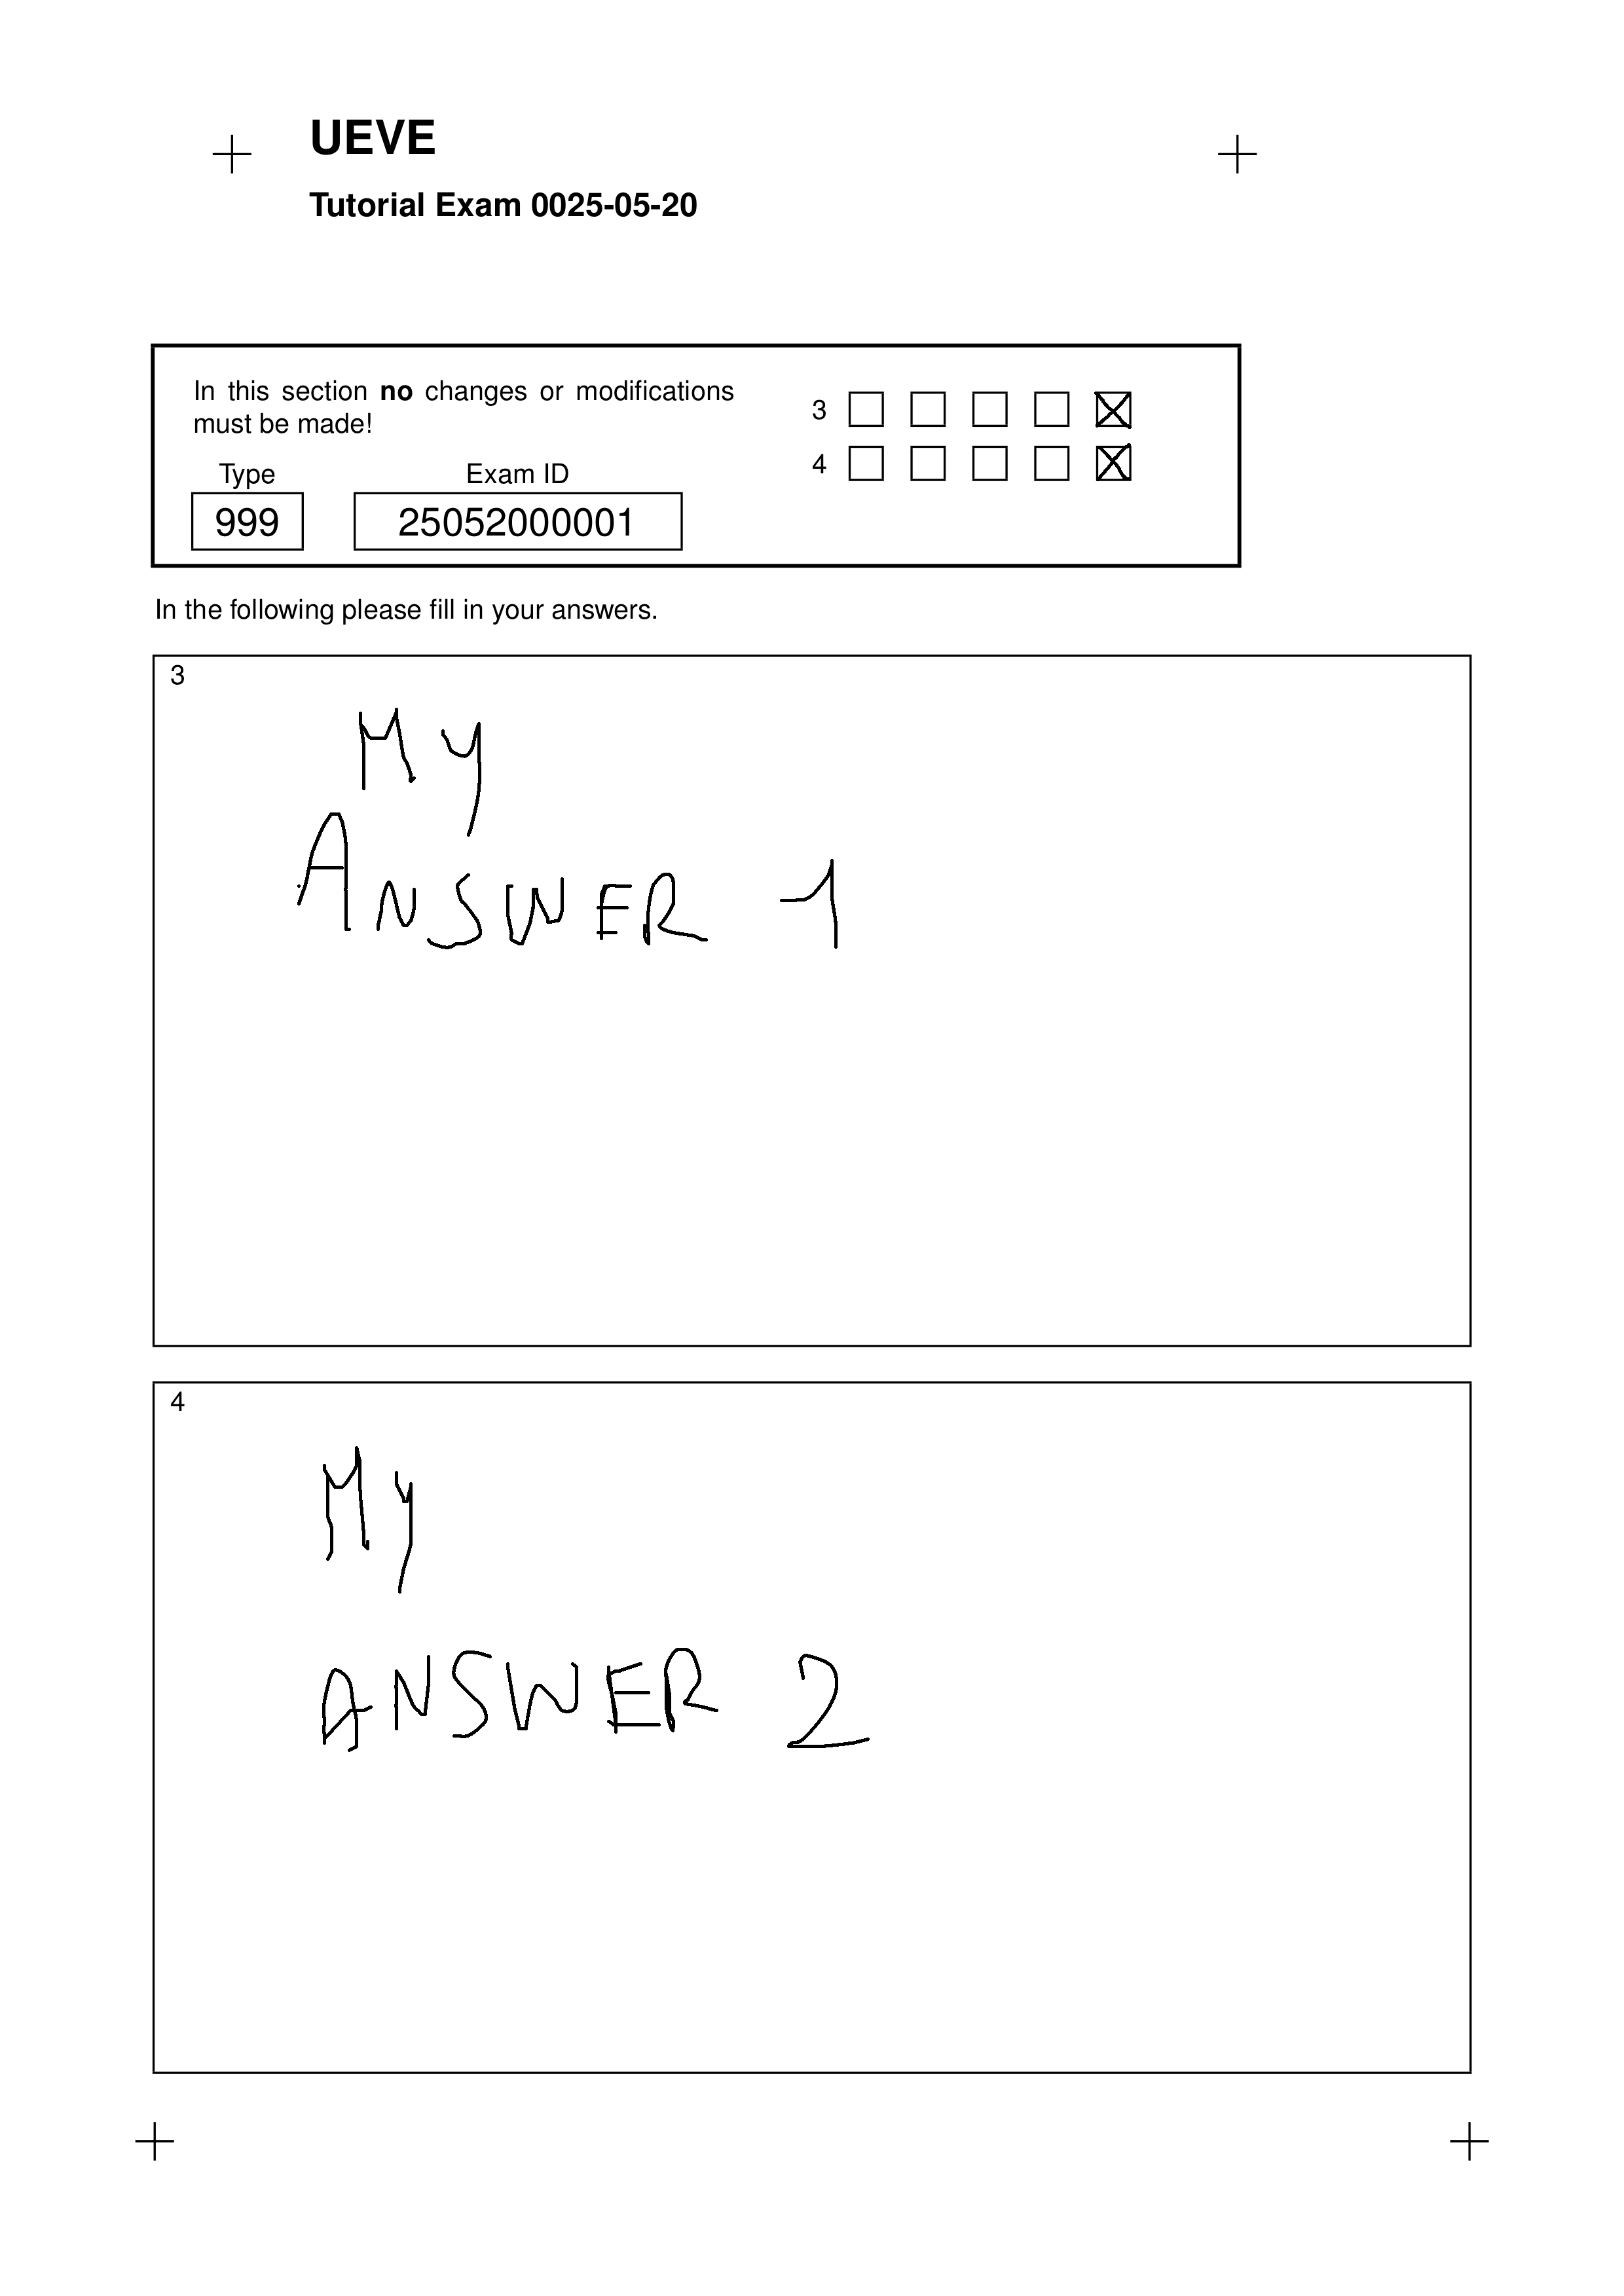 UEVE
Tutorial Exam 0025-05-20
In this section no changes or modifications
must be made!
Type
Exam ID
999
25052000001
3
4
In the following please fill in your answers.
3
My
ANSWER 1
4
My
ANSWER 2